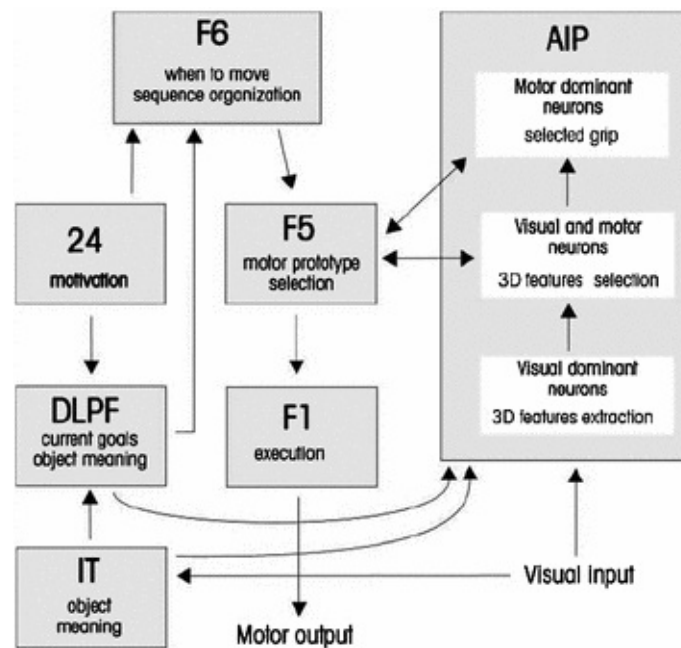 F6
when to move
sequence organization
AIP
Motor dominant
neurons
selected grip
24
motivation
F5
motor prototype
selection
Visual and motor
neurons
3D features selection
DLPF
current goals
object meaning
F1
execution
Visual dominant
neurons
3D features extraction
IT
object
meaning
Visual input
Motor output